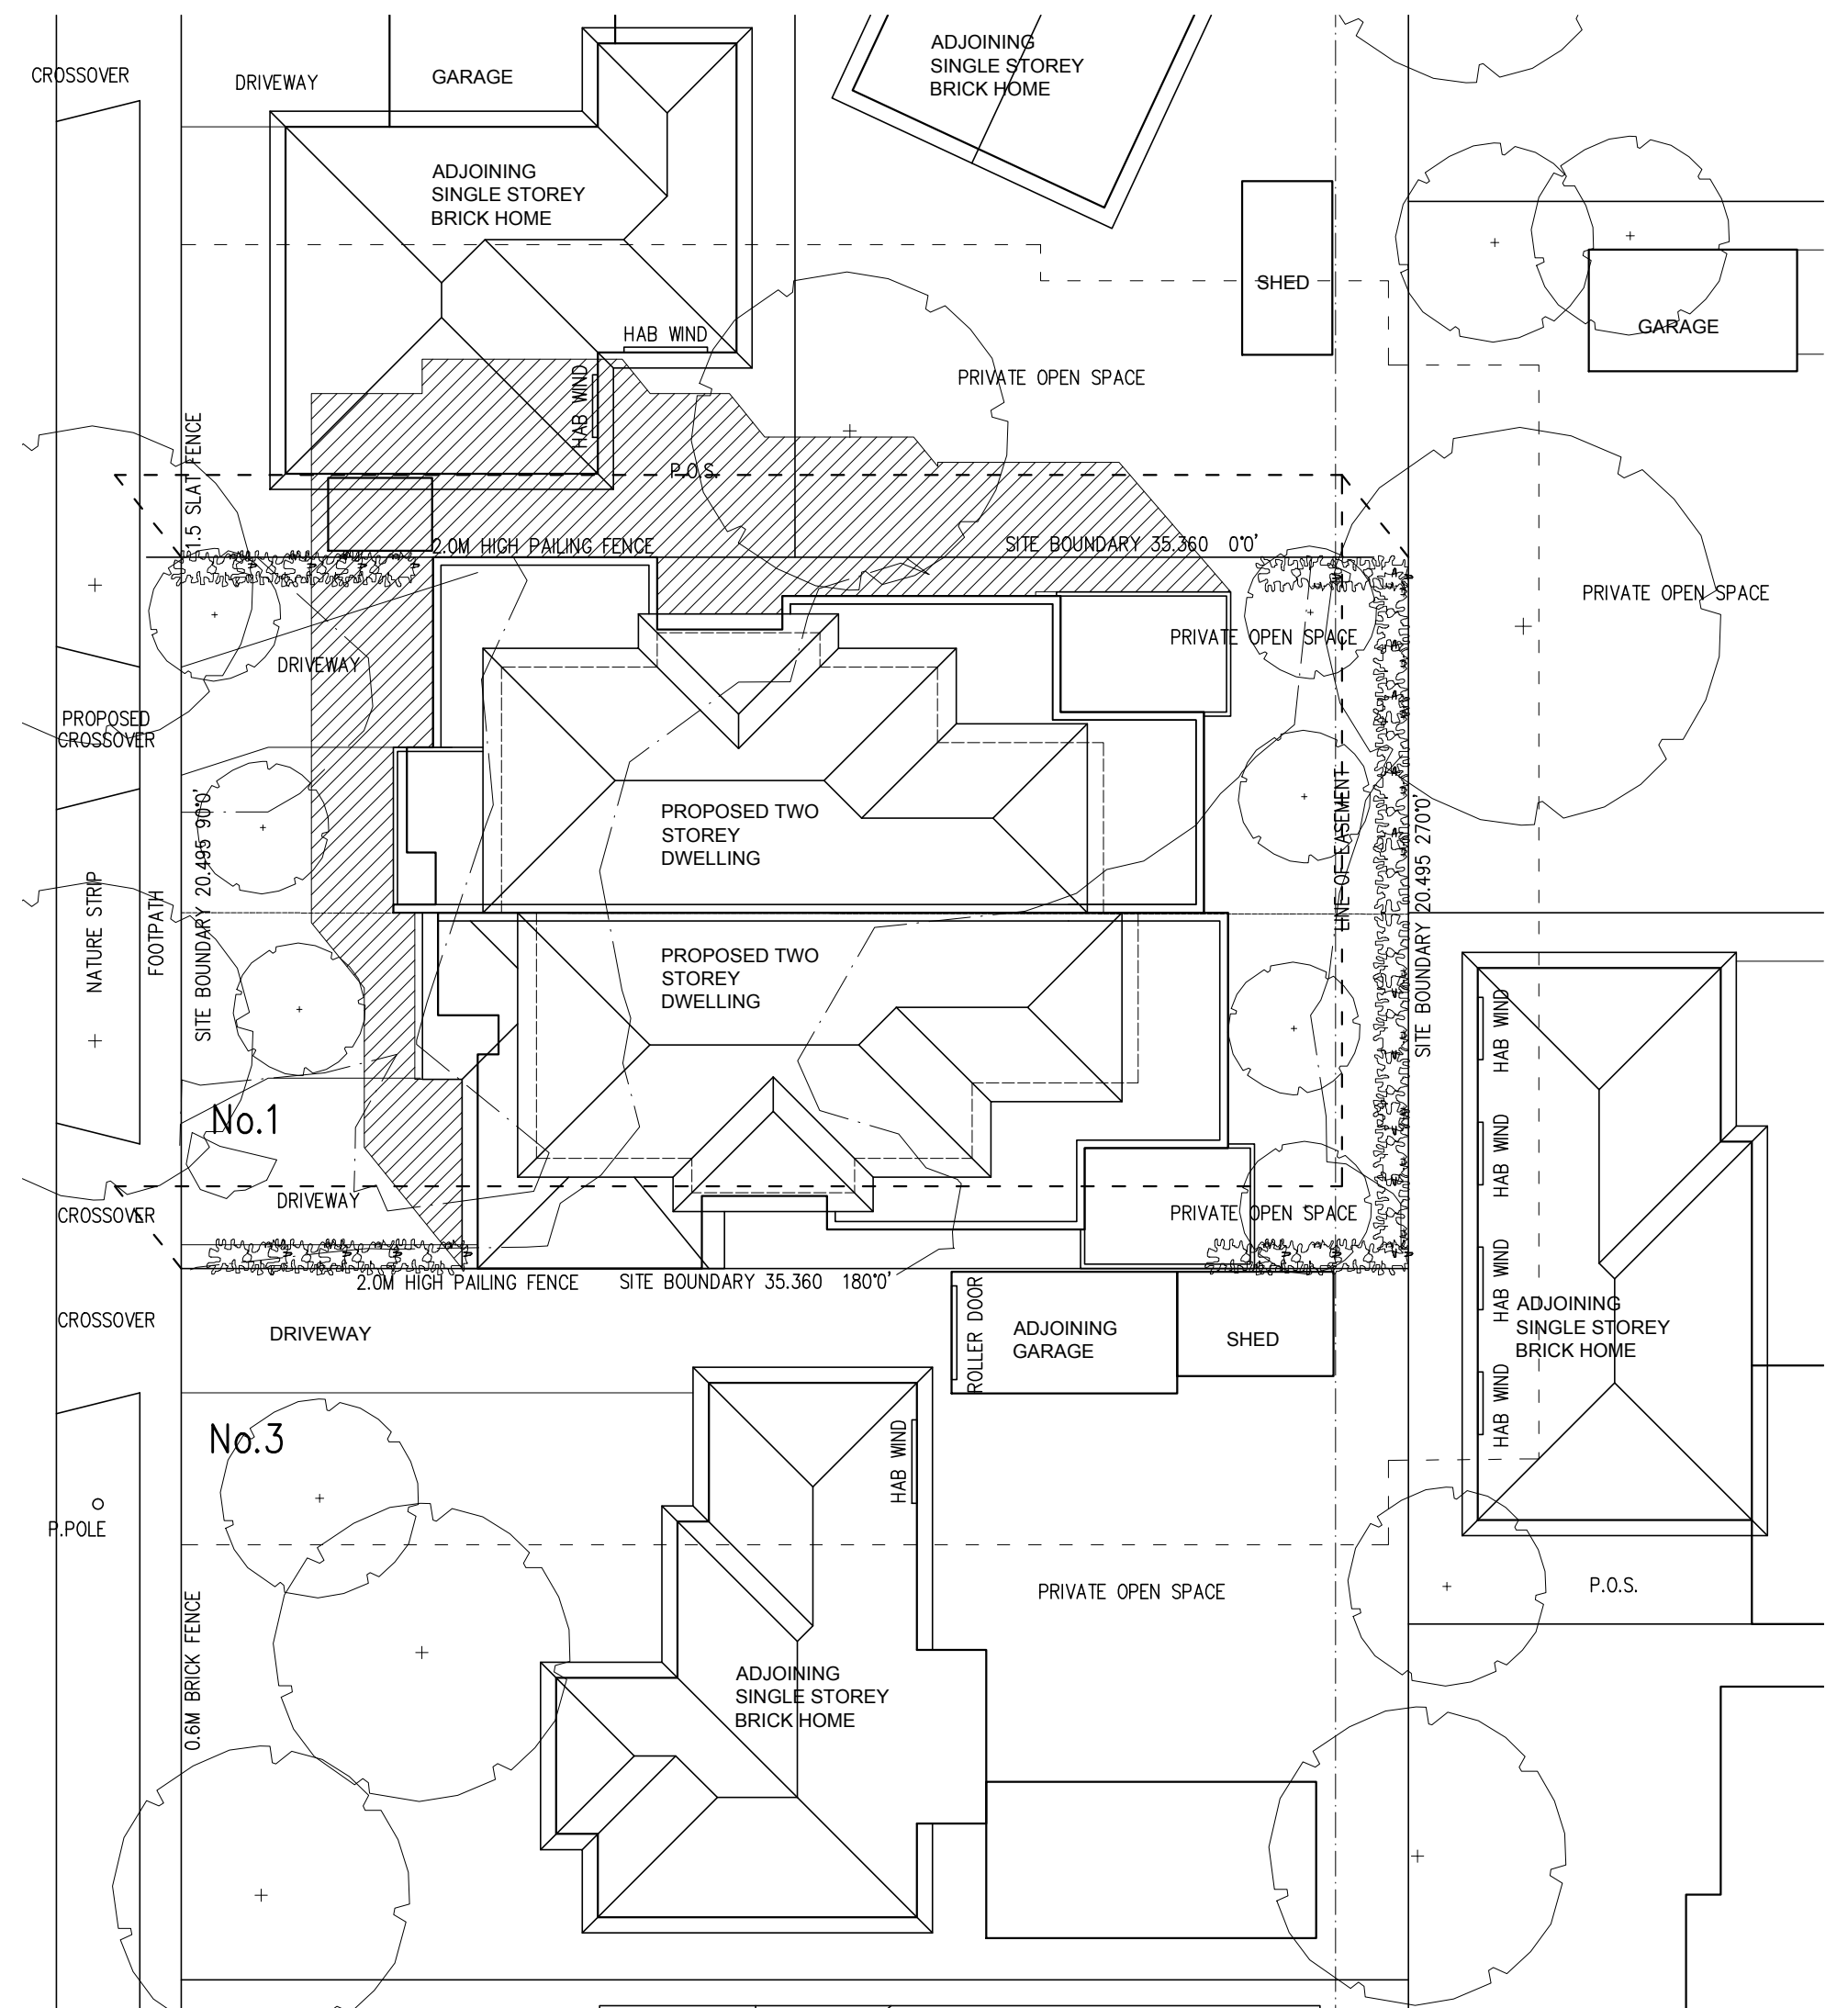 CROSSOVER
DRIVEWAY
GARAGE
ADJOINING
SINGLE STOREY
BRICK HOME
ADJOINING
SINGLE STOREY
BRICK HOME
SHED
GARAGE
HAB WIND
HAB WIND
PRIVATE OPEN SPACE
1.5 SLAT FENCE
P.O.S.
2.0M HIGH PAILING FENCE
SITE BOUNDARY 35.360 0°0'
PRIVATE OPEN SPACE
DRIVEWAY
PRIVATE OPEN SPACE
PROPOSED
CROSSOVER
PROPOSED TWO
STOREY
DWELLING
LINE OF EASEMENT
SITE BOUNDARY 20.495 90°0'
SITE BOUNDARY 20.495 270°0'
NATURE STRIP
FOOTPATH
PROPOSED TWO
STOREY
DWELLING
HAB WIND
HAB WIND
HAB WIND
HAB WIND
No.1
DRIVEWAY
CROSSOVER
PRIVATE OPEN SPACE
2.0M HIGH PAILING FENCE
SITE BOUNDARY 35.360 180°0'
CROSSOVER
DRIVEWAY
ROLLER DOOR
ADJOINING
GARAGE
SHED
ADJOINING
SINGLE STOREY
BRICK HOME
No.3
HAB WIND
P.POLE
PRIVATE OPEN SPACE
P.O.S.
0.6M BRICK FENCE
ADJOINING
SINGLE STOREY
BRICK HOME